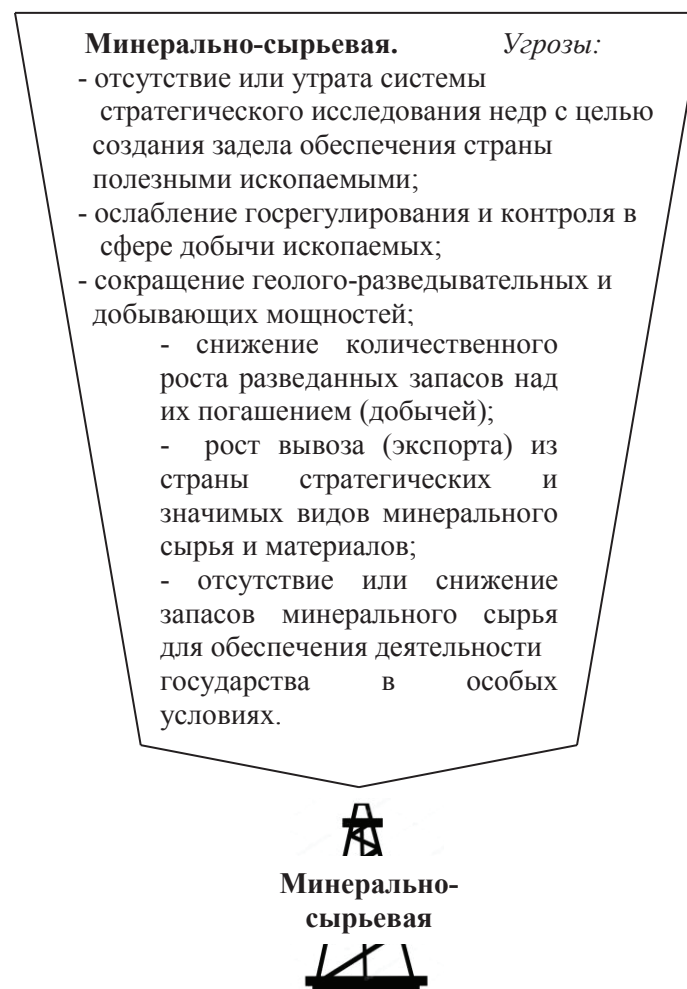 Минерально-сырьевая. Угрозы:
- отсутствие или утрата системы
стратегического исследования недр с целью
создания задела обеспечения страны
полезными ископаемыми;
- ослабление госрегулирования и контроля в
сфере добычи ископаемых;
- сокращение геолого-разведывательных и
добывающих мощностей;
- снижение количественного
роста разведанных запасов над
их погашением (добычей);
- рост вывоза (экспорта) из
страны стратегических и
значимых видов минерального
сырья и материалов;
- отсутствие или снижение
запасов минерального сырья
для обеспечения деятельности
государства в особых
условиях.
Минерально-
сырьевая